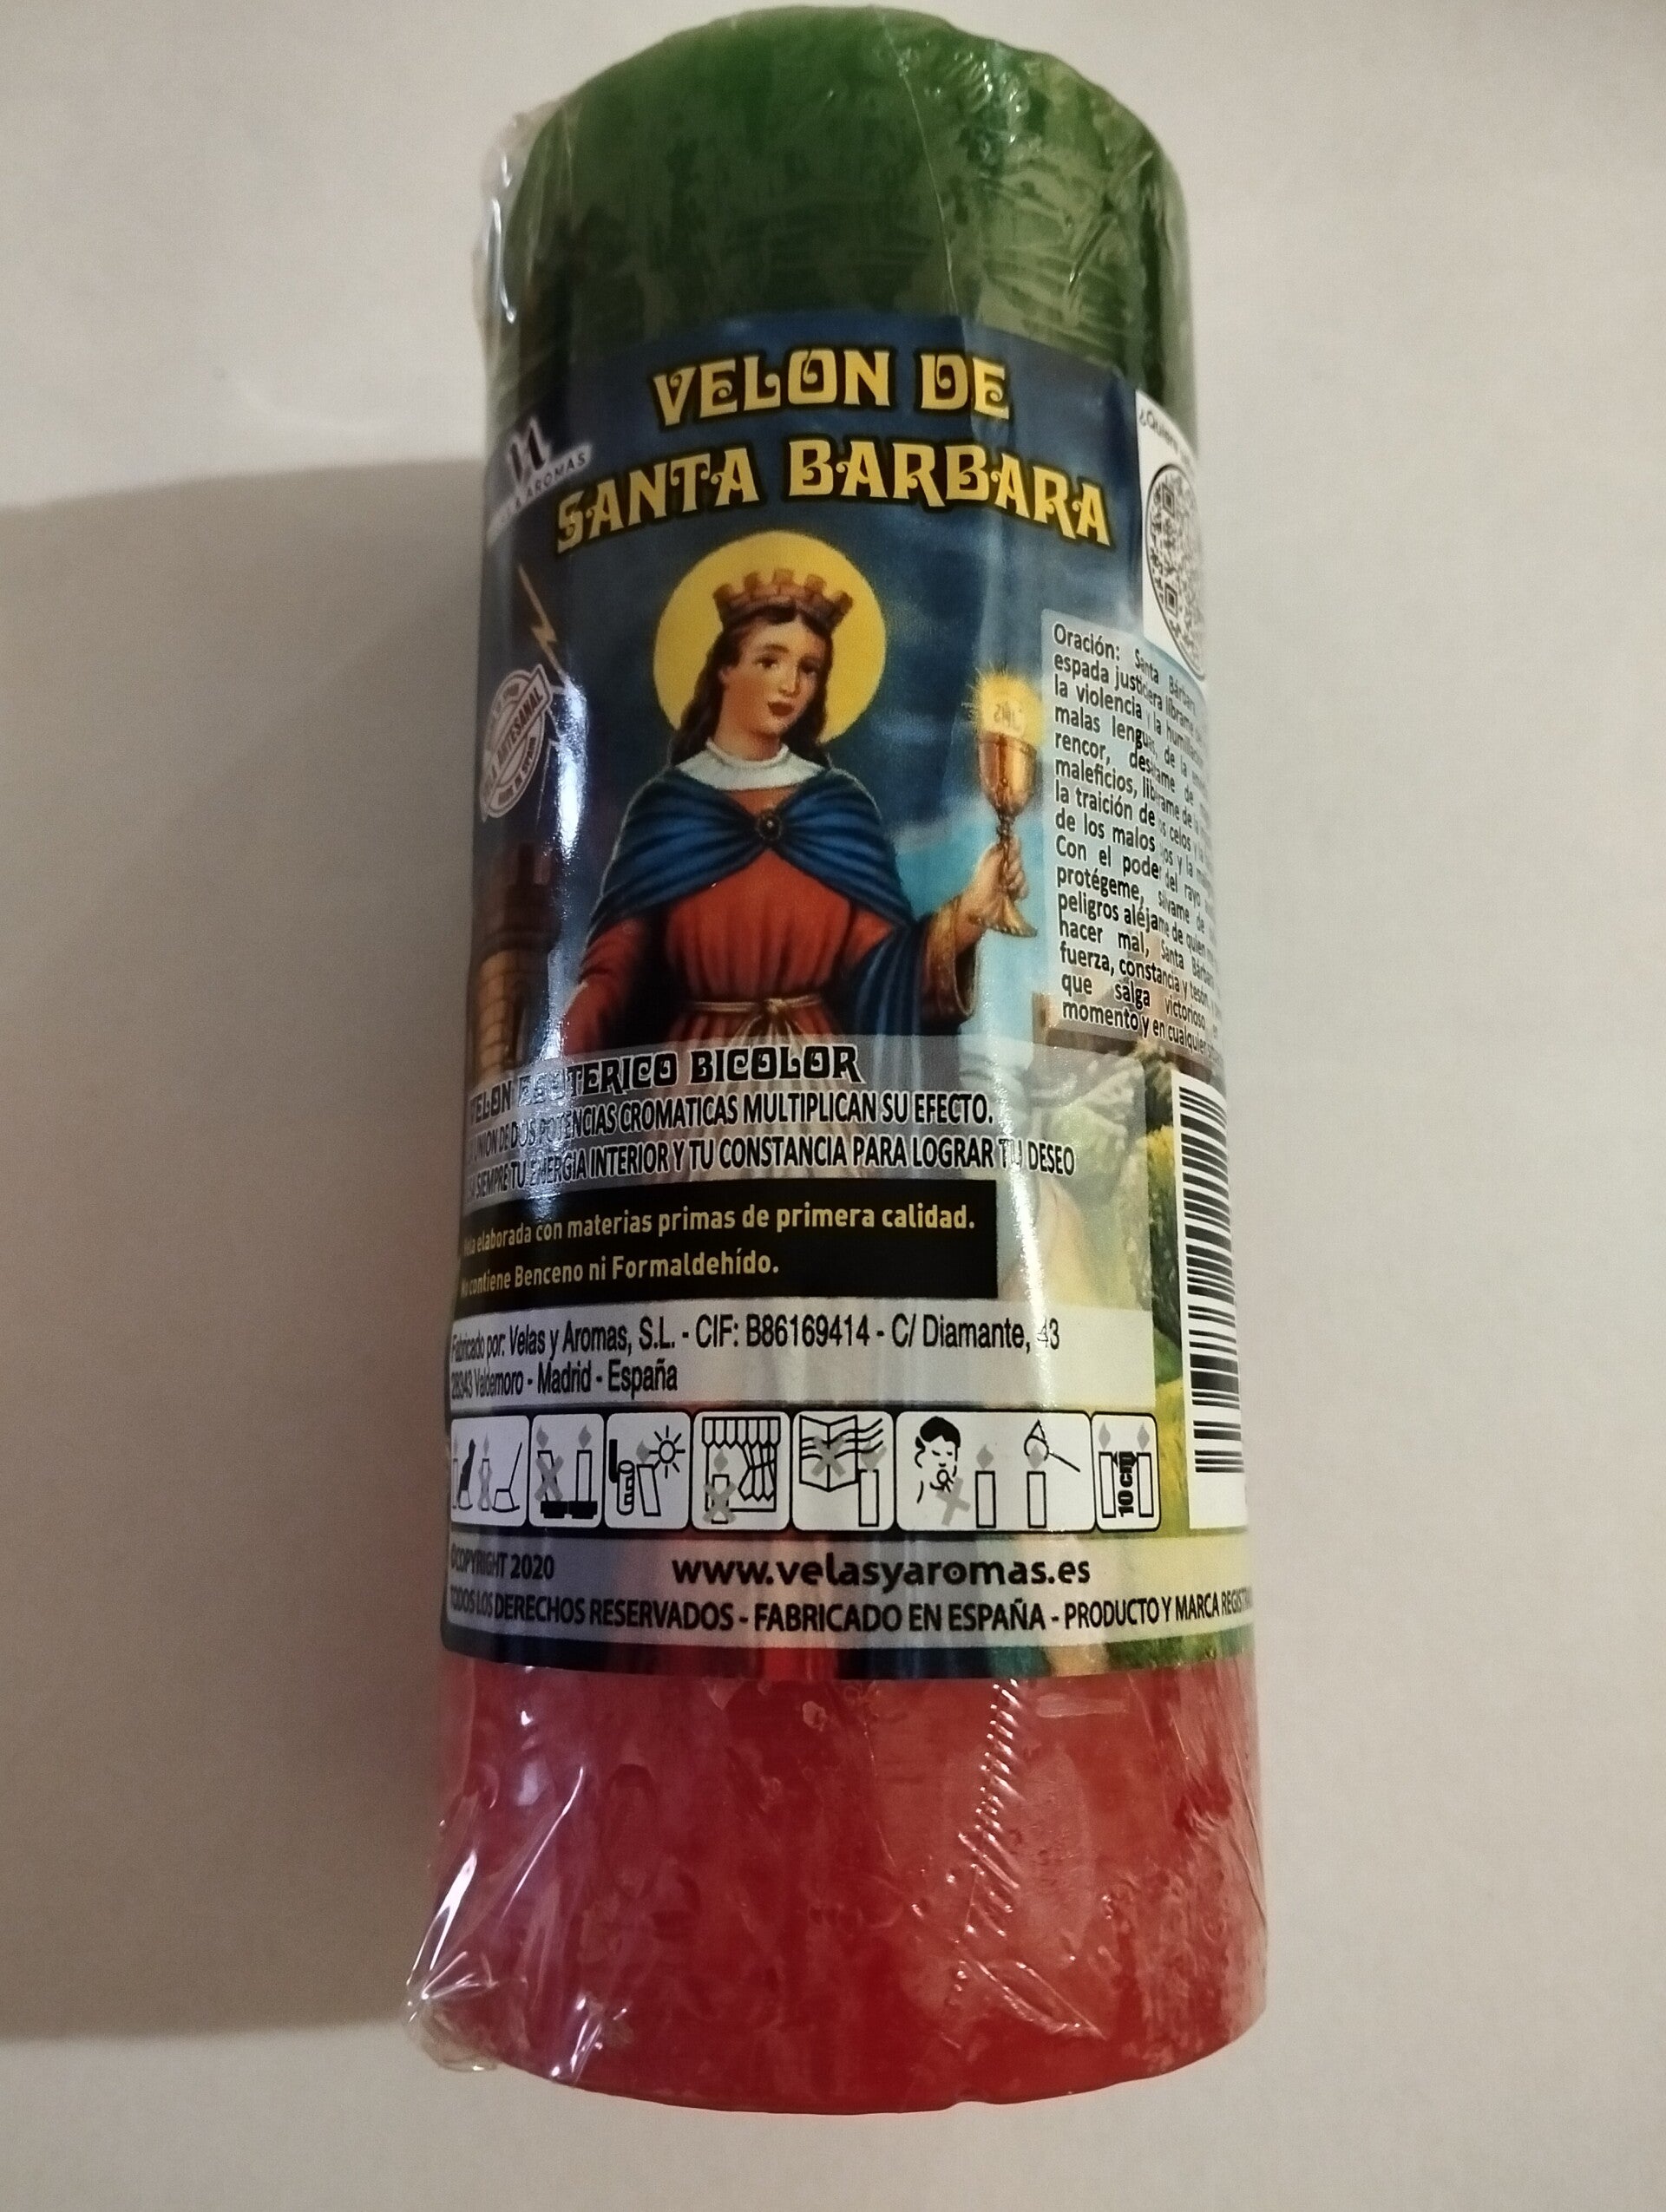 VELON DE
SANTA BARBARA
& AROMAS
ARTESANAL
Oración: Santa Bárbara
espada justiciera líbrame
la violencia la
malas de la
rencor, de
maleficios, líbrame de la
la traición de celos
de los malos y la
Con el poder del rayo
protégeme, sálvame de
peligros aléjame de quien
hacer mal, Santa Bárbara
fuerza, constancia y tesón
que salga victorioso
momento y en cualquier
VELON ESOTERICO BICOLOR
UNION DE DOS POTENCIAS CROMATICAS MULTIPLICAN SU EFECTO.
SIEMPRE TU ENERGIA INTERIOR Y TU CONSTANCIA PARA LOGRAR TU DESEO
Vela elaborada con materias primas de primera calidad.
No contiene Benceno ni Formaldehído.
Fabricado por: Velas y Aromas, S.L. - CIF: B86169414 - C/ Diamante, 43
28343 Valdemoro - Madrid - España
10 cm
©COPYRIGHT 2020
www.velasyaromas.es
TODOS LOS DERECHOS RESERVADOS - FABRICADO EN ESPAÑA - PRODUCTO Y MARCA